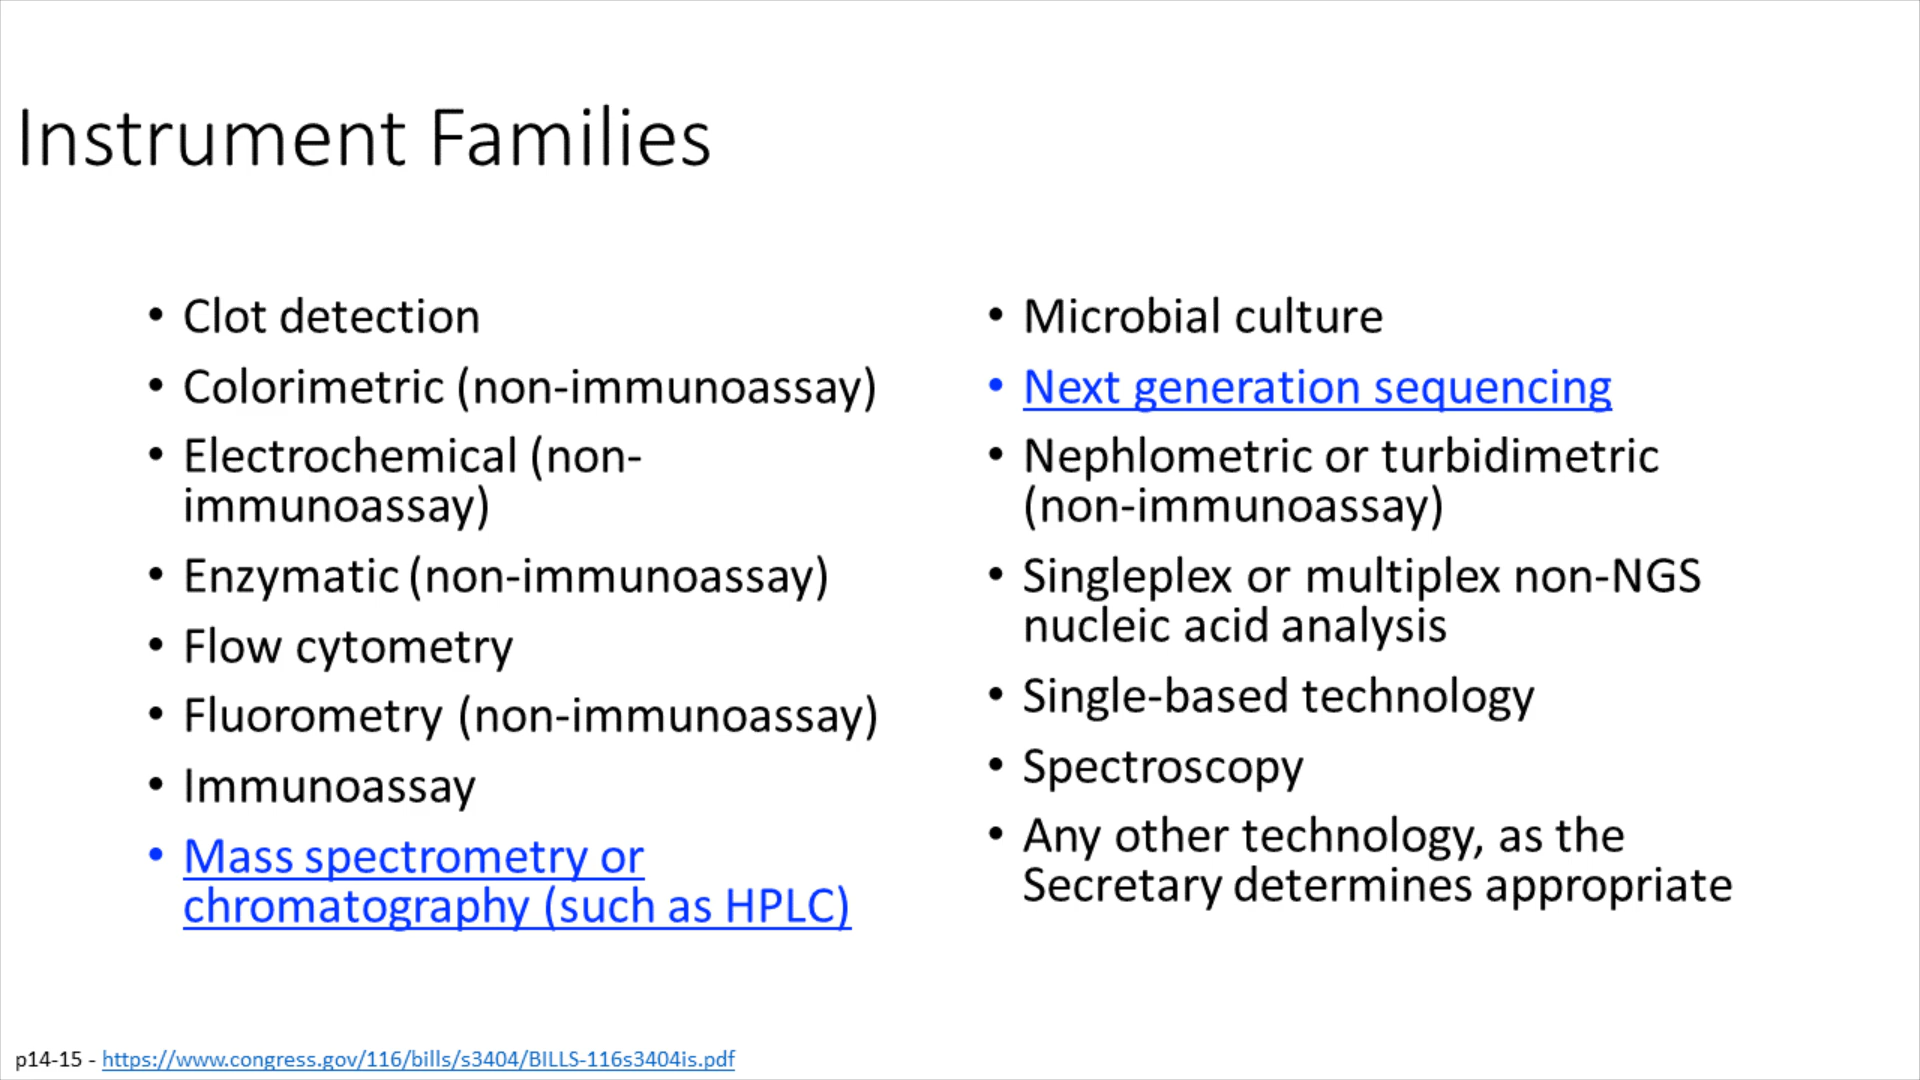 Instrument Families
• Clot detection
• Colorimetric (non-immunoassay)
• Electrochemical (non-
immunoassay)
• Enzymatic (non-immunoassay)
• Flow cytometry
• Fluorometry (non-immunoassay)
• Immunoassay
• Mass spectrometry or
chromatography (such as HPLC)
• Microbial culture
• Next generation sequencing
• Nephlometric or turbidimetric
(non-immunoassay)
• Singleplex or multiplex non-NGS
nucleic acid analysis
• Single-based technology
• Spectroscopy
• Any other technology, as the
Secretary determines appropriate
p14-15 - https://www.congress.gov/116/bills/s3404/BILLS-116s3404is.pdf